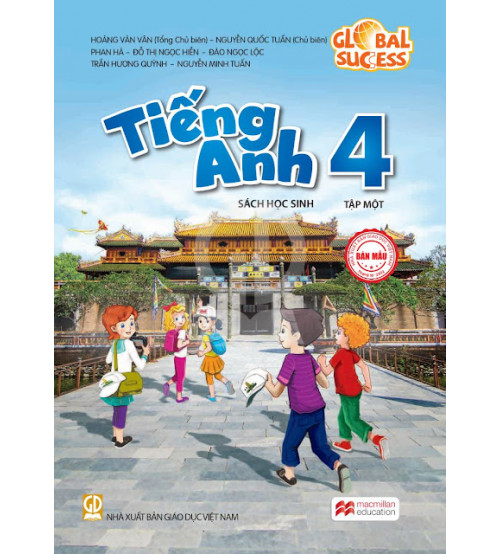 HOÀNG VĂN VÂN (Tổng Chủ biên) – NGUYỄN QUỐC TUẤN (Chủ biên)
PHAN HÀ – ĐỖ THỊ NGỌC HIỀN – ĐÀO NGỌC LỘC
TRẦN HƯƠNG QUỲNH – NGUYỄN MINH TUẤN
GLOBAL
SUCCESS
Tiếng
Anh 4
SÁCH HỌC SINH TẬP MỘT
BẢN MẪU
GD
NHÀ XUẤT BẢN GIÁO DỤC VIỆT NAM
macmillan
education